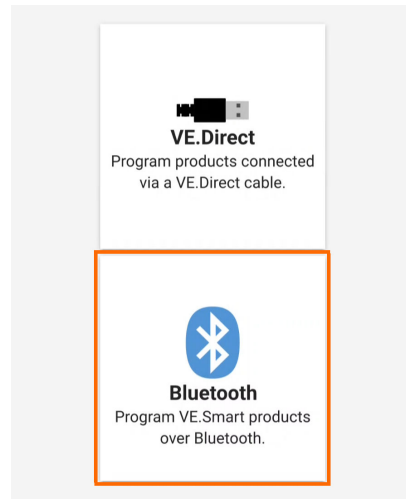 VE.Direct
Program products connected
via a VE.Direct cable.
Bluetooth
Program VE.Smart products
over Bluetooth.